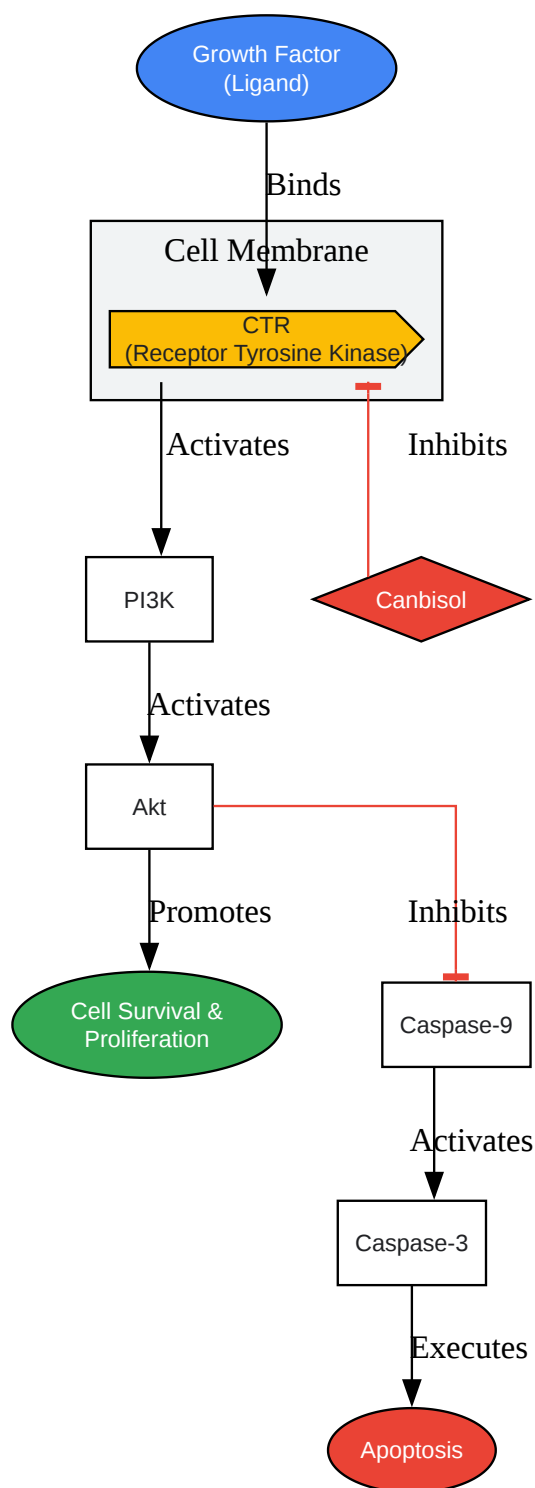 Growth Factor
(Ligand)
Binds
Cell Membrane
CTR
(Receptor Tyrosine Kinase)
Activates
Inhibits
PI3K
Canbisol
Activates
Akt
Promotes
Inhibits
Cell Survival &
Proliferation
Caspase-9
Activates
Caspase-3
Executes
Apoptosis